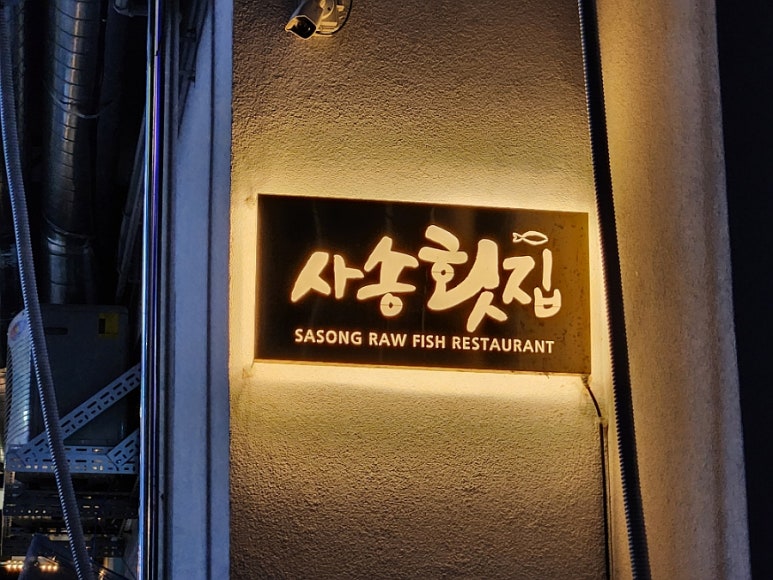 사송횟집
SASONG RAW FISH RESTAURANT